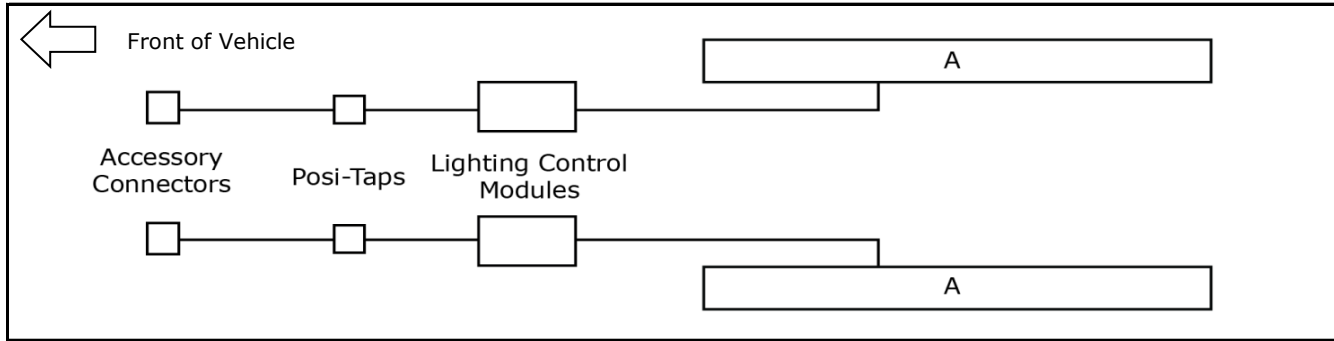 Front of Vehicle
A
Accessory
Connectors
Posi-Taps
Lighting Control
Modules
A